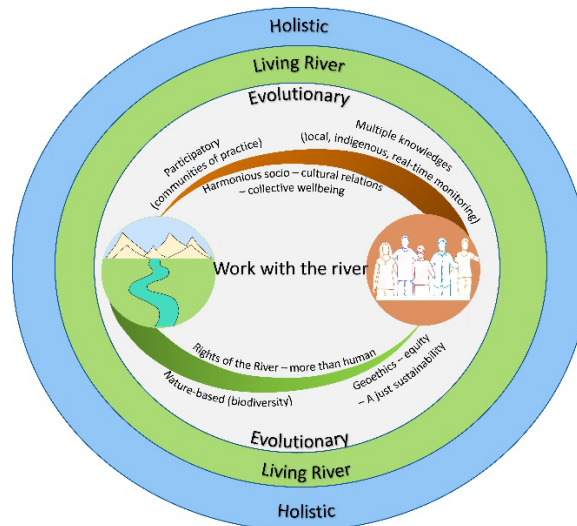 Holistic
Living River
Evolutionary
Participatory
(communities of practice)
Multiple knowledges
(local, indigenous, real-time monitoring)
Harmonious socio – cultural relations
– collective wellbeing
Work with the river
Rights of the River – more than human
Nature-based (biodiversity)
Geoethics – equity
– A just sustainability
Evolutionary
Living River
Holistic